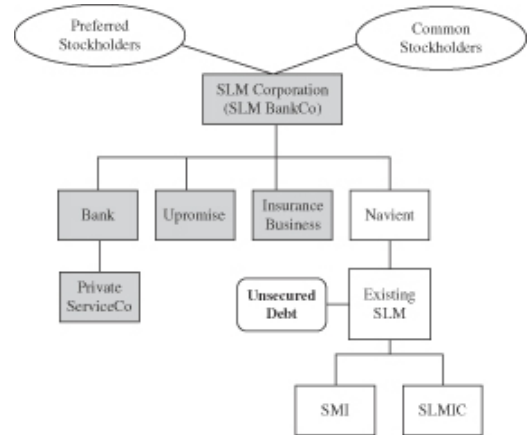 Preferred
Stockholders
Common
Stockholders
SLM Corporation
(SLM BankCo)
Bank
Upromise
Insurance
Business
Navient
Private
ServiceCo
Unsecured
Debt
Existing
SLM
SMI
SLMIC